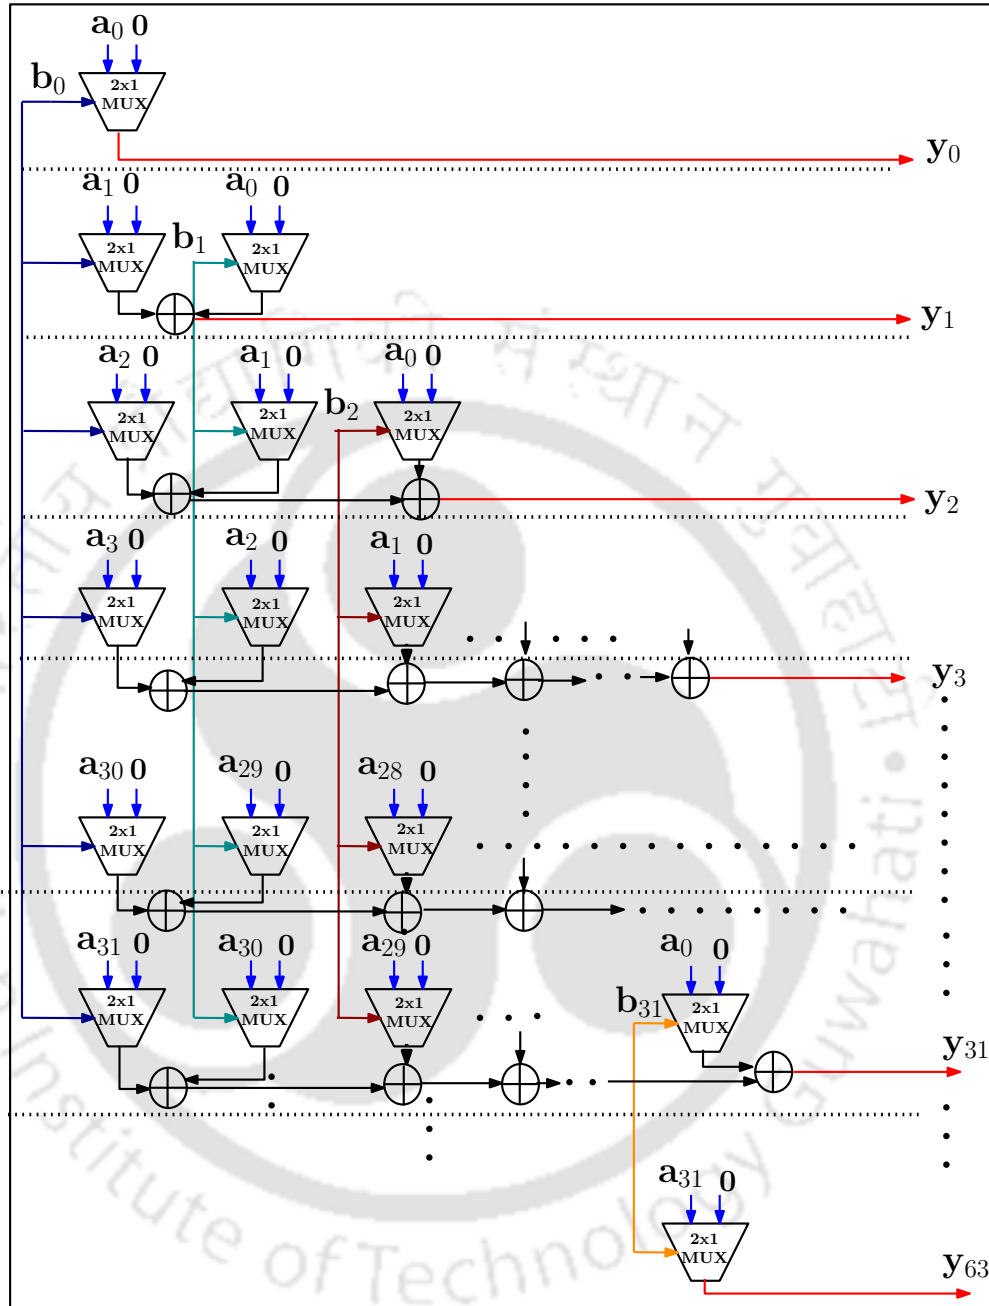 a₀ 0
b₀
2x1
MUX
y₀
a₁ 0 a₀ 0
b₁
2x1 2x1
MUX MUX
y₁
a₂ 0 a₁ 0 a₀ 0
b₂
2x1 2x1 2x1
MUX MUX MUX
y₂
a₃ 0 a₂ 0 a₁ 0
2x1 2x1 2x1
MUX MUX MUX
y₃
a₃₀ 0 a₂₉ 0 a₂₈ 0
2x1 2x1 2x1
MUX MUX MUX
a₃₁ 0 a₃₀ 0 a₂₉ 0 a₀ 0
b₃₁
2x1 2x1 2x1 2x1
MUX MUX MUX MUX
y₃₁
a₃₁ 0
2x1
MUX
y₆₃
Institute of Technology Guwahati